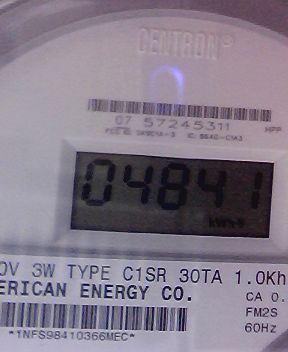 CENTRON®
07 57245311 HPP
04841
kWh
0V 3W TYPE C1SR 30TA 1.0Kh
ERICAN ENERGY CO.
CA 0.
FM2S
60Hz
*1NFS98410366MEC*